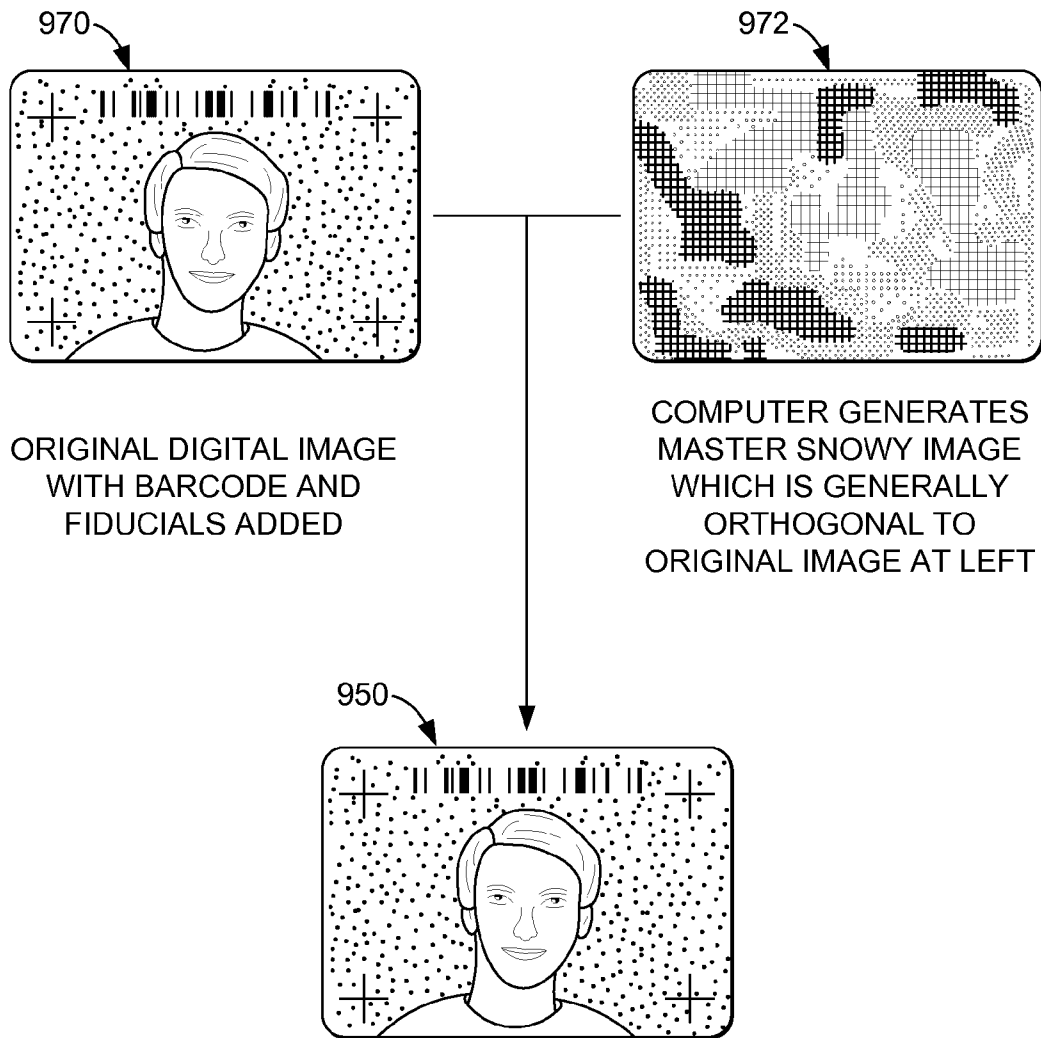 970
972
ORIGINAL DIGITAL IMAGE
WITH BARCODE AND
FIDUCIALS ADDED
COMPUTER GENERATES
MASTER SNOWY IMAGE
WHICH IS GENERALLY
ORTHOGONAL TO
ORIGINAL IMAGE AT LEFT
950